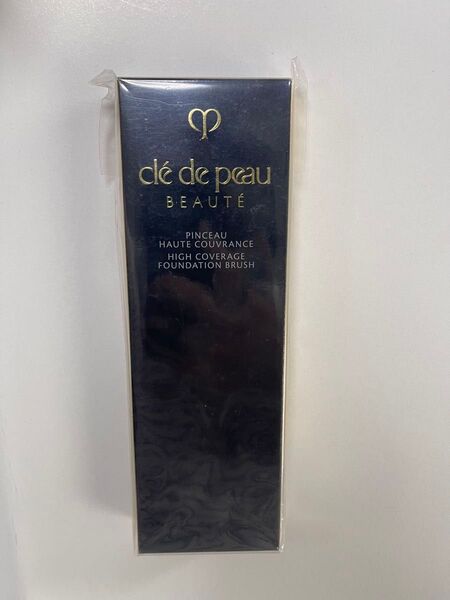 clé de peau
BEAUTÉ
PINCEAU
HAUTE COUVRANCE
HIGH COVERAGE
FOUNDATION BRUSH